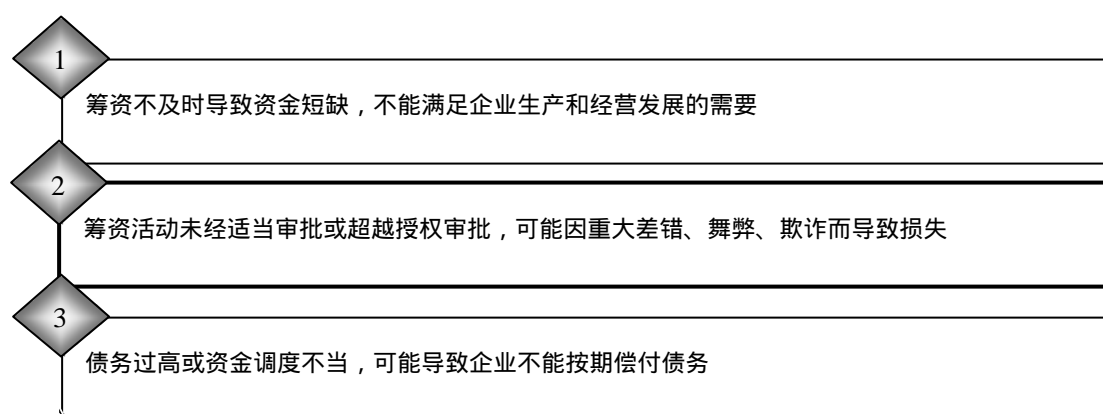 1
筹资不及时导致资金短缺，不能满足企业生产和经营发展的需要
2
筹资活动未经适当审批或超越授权审批，可能因重大差错、舞弊、欺诈而导致损失
3
债务过高或资金调度不当，可能导致企业不能按期偿付债务